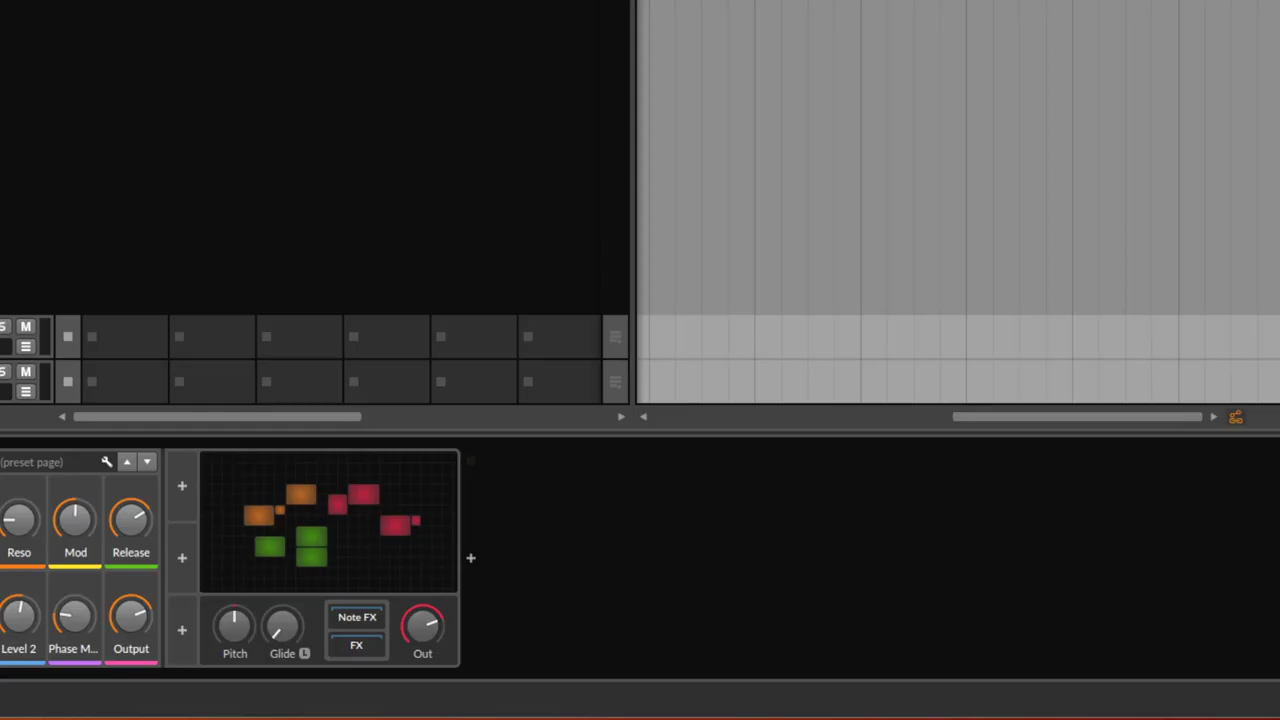 S M
S M
(preset page)
Reso Mod Release
Level 2 Phase M... Output
Note FX
FX
Pitch Glide L Out